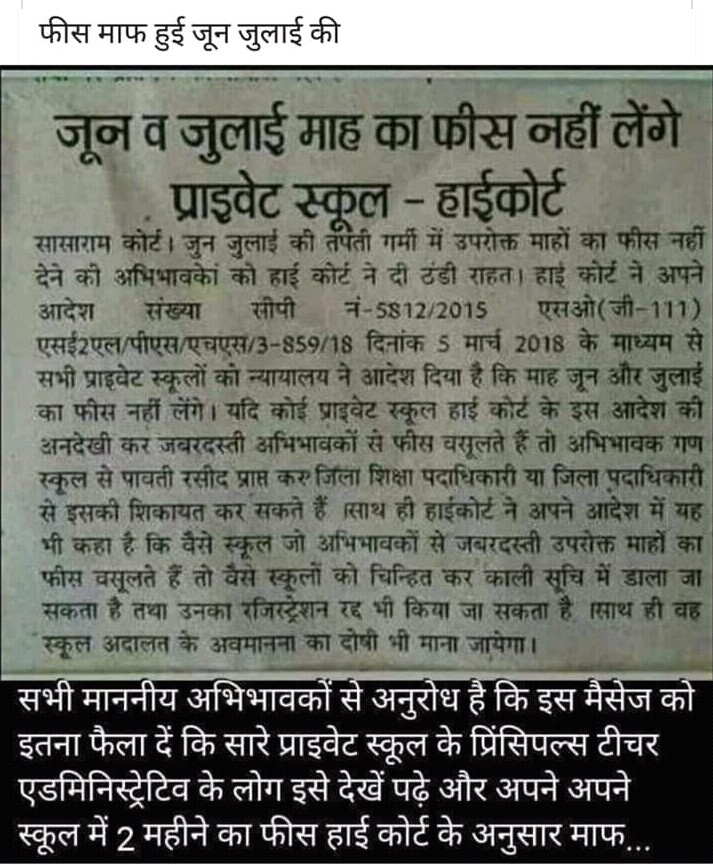 फीस माफ हुई जून जुलाई की
जून व जुलाई माह का फीस नहीं लेंगे
प्राइवेट स्कूल - हाईकोर्ट
सासाराम कोर्ट। जुन जुलाई की तपती गर्मी में उपरोक्त माहों का फीस नहीं
देने की अभिभावकों को हाई कोर्ट ने दी ठंडी राहत। हाई कोर्ट ने अपने
आदेश संख्या सीपी नं-5812/2015 एसओ(जी-111)
एसई2एल/पीएस/एचएस/3-859/18 दिनांक 5 मार्च 2018 के माध्यम से
सभी प्राइवेट स्कूलों को न्यायालय ने आदेश दिया है कि माह जून और जुलाई
का फीस नहीं लेंगे। यदि कोई प्राइवेट स्कूल हाई कोर्ट के इस आदेश की
अनदेखी कर जबरदस्ती अभिभावकों से फीस वसूलते हैं तो अभिभावक गण
स्कूल से पावती रसीद प्राप्त कर जिला शिक्षा पदाधिकारी या जिला पदाधिकारी
से इसकी शिकायत कर सकते हैं ।साथ ही हाईकोर्ट ने अपने आदेश में यह
भी कहा है कि वैसे स्कूल जो अभिभावकों से जबरदस्ती उपरोक्त माहों का
फीस वसूलते हैं तो वैसे स्कूलों को चिन्हित कर काली सूचि में डाला जा
सकता है तथा उनका रजिस्ट्रेशन रद्द भी किया जा सकता है ।साथ ही वह
स्कूल अदालत के अवमानना का दोषी भी माना जायेगा।
सभी माननीय अभिभावकों से अनुरोध है कि इस मैसेज को
इतना फैला दें कि सारे प्राइवेट स्कूल के प्रिंसिपल्स टीचर
एडमिनिस्ट्रेटिव के लोग इसे देखें पढ़े और अपने अपने
स्कूल में 2 महीने का फीस हाई कोर्ट के अनुसार माफ...